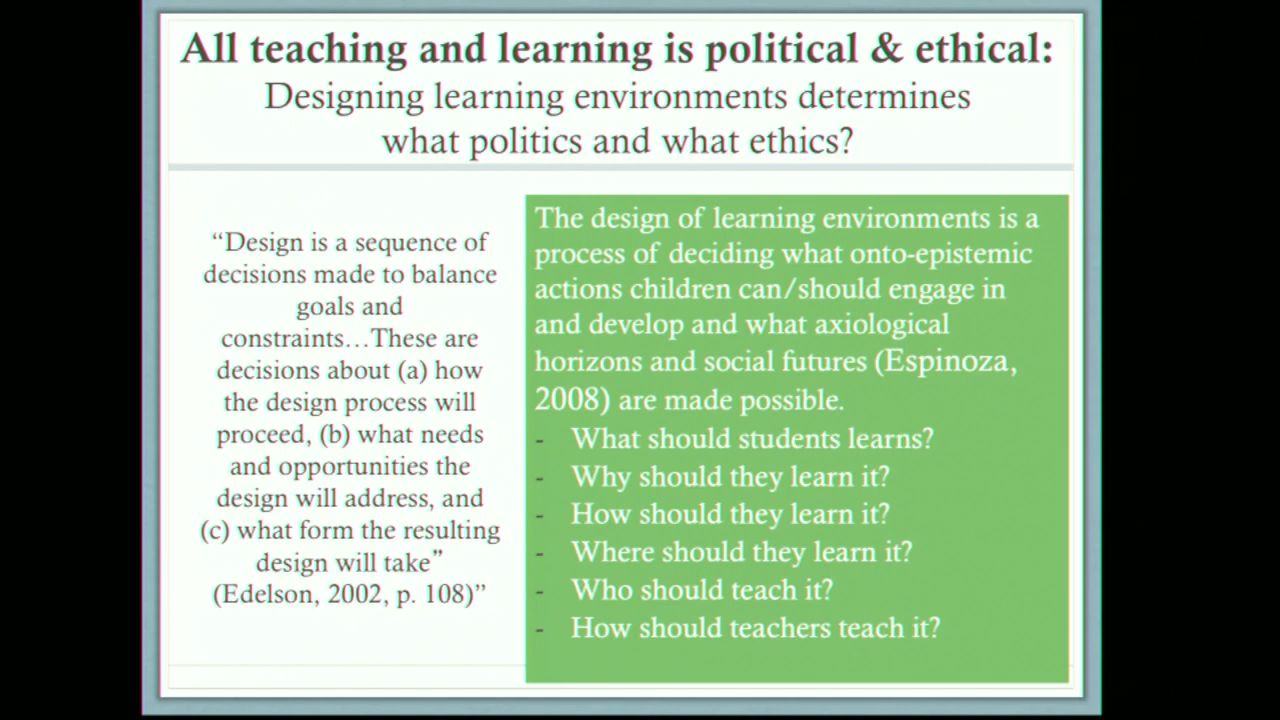 All teaching and learning is political & ethical:
Designing learning environments determines
what politics and what ethics?
“Design is a sequence of
decisions made to balance
goals and
constraints…These are
decisions about (a) how
the design process will
proceed, (b) what needs
and opportunities the
design will address, and
(c) what form the resulting
design will take”
(Edelson, 2002, p. 108)”
The design of learning environments is a
process of deciding what onto-epistemic
actions children can/should engage in
and develop and what axiological
horizons and social futures (Espinoza,
2008) are made possible.
- What should students learns?
- Why should they learn it?
- How should they learn it?
- Where should they learn it?
- Who should teach it?
- How should teachers teach it?